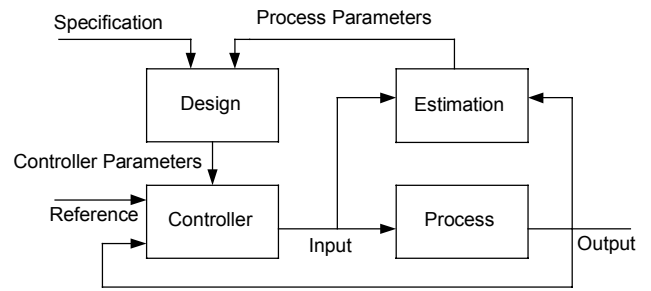 Specification
Process Parameters
Design
Estimation
Controller Parameters
Reference
Controller
Input
Process
Output